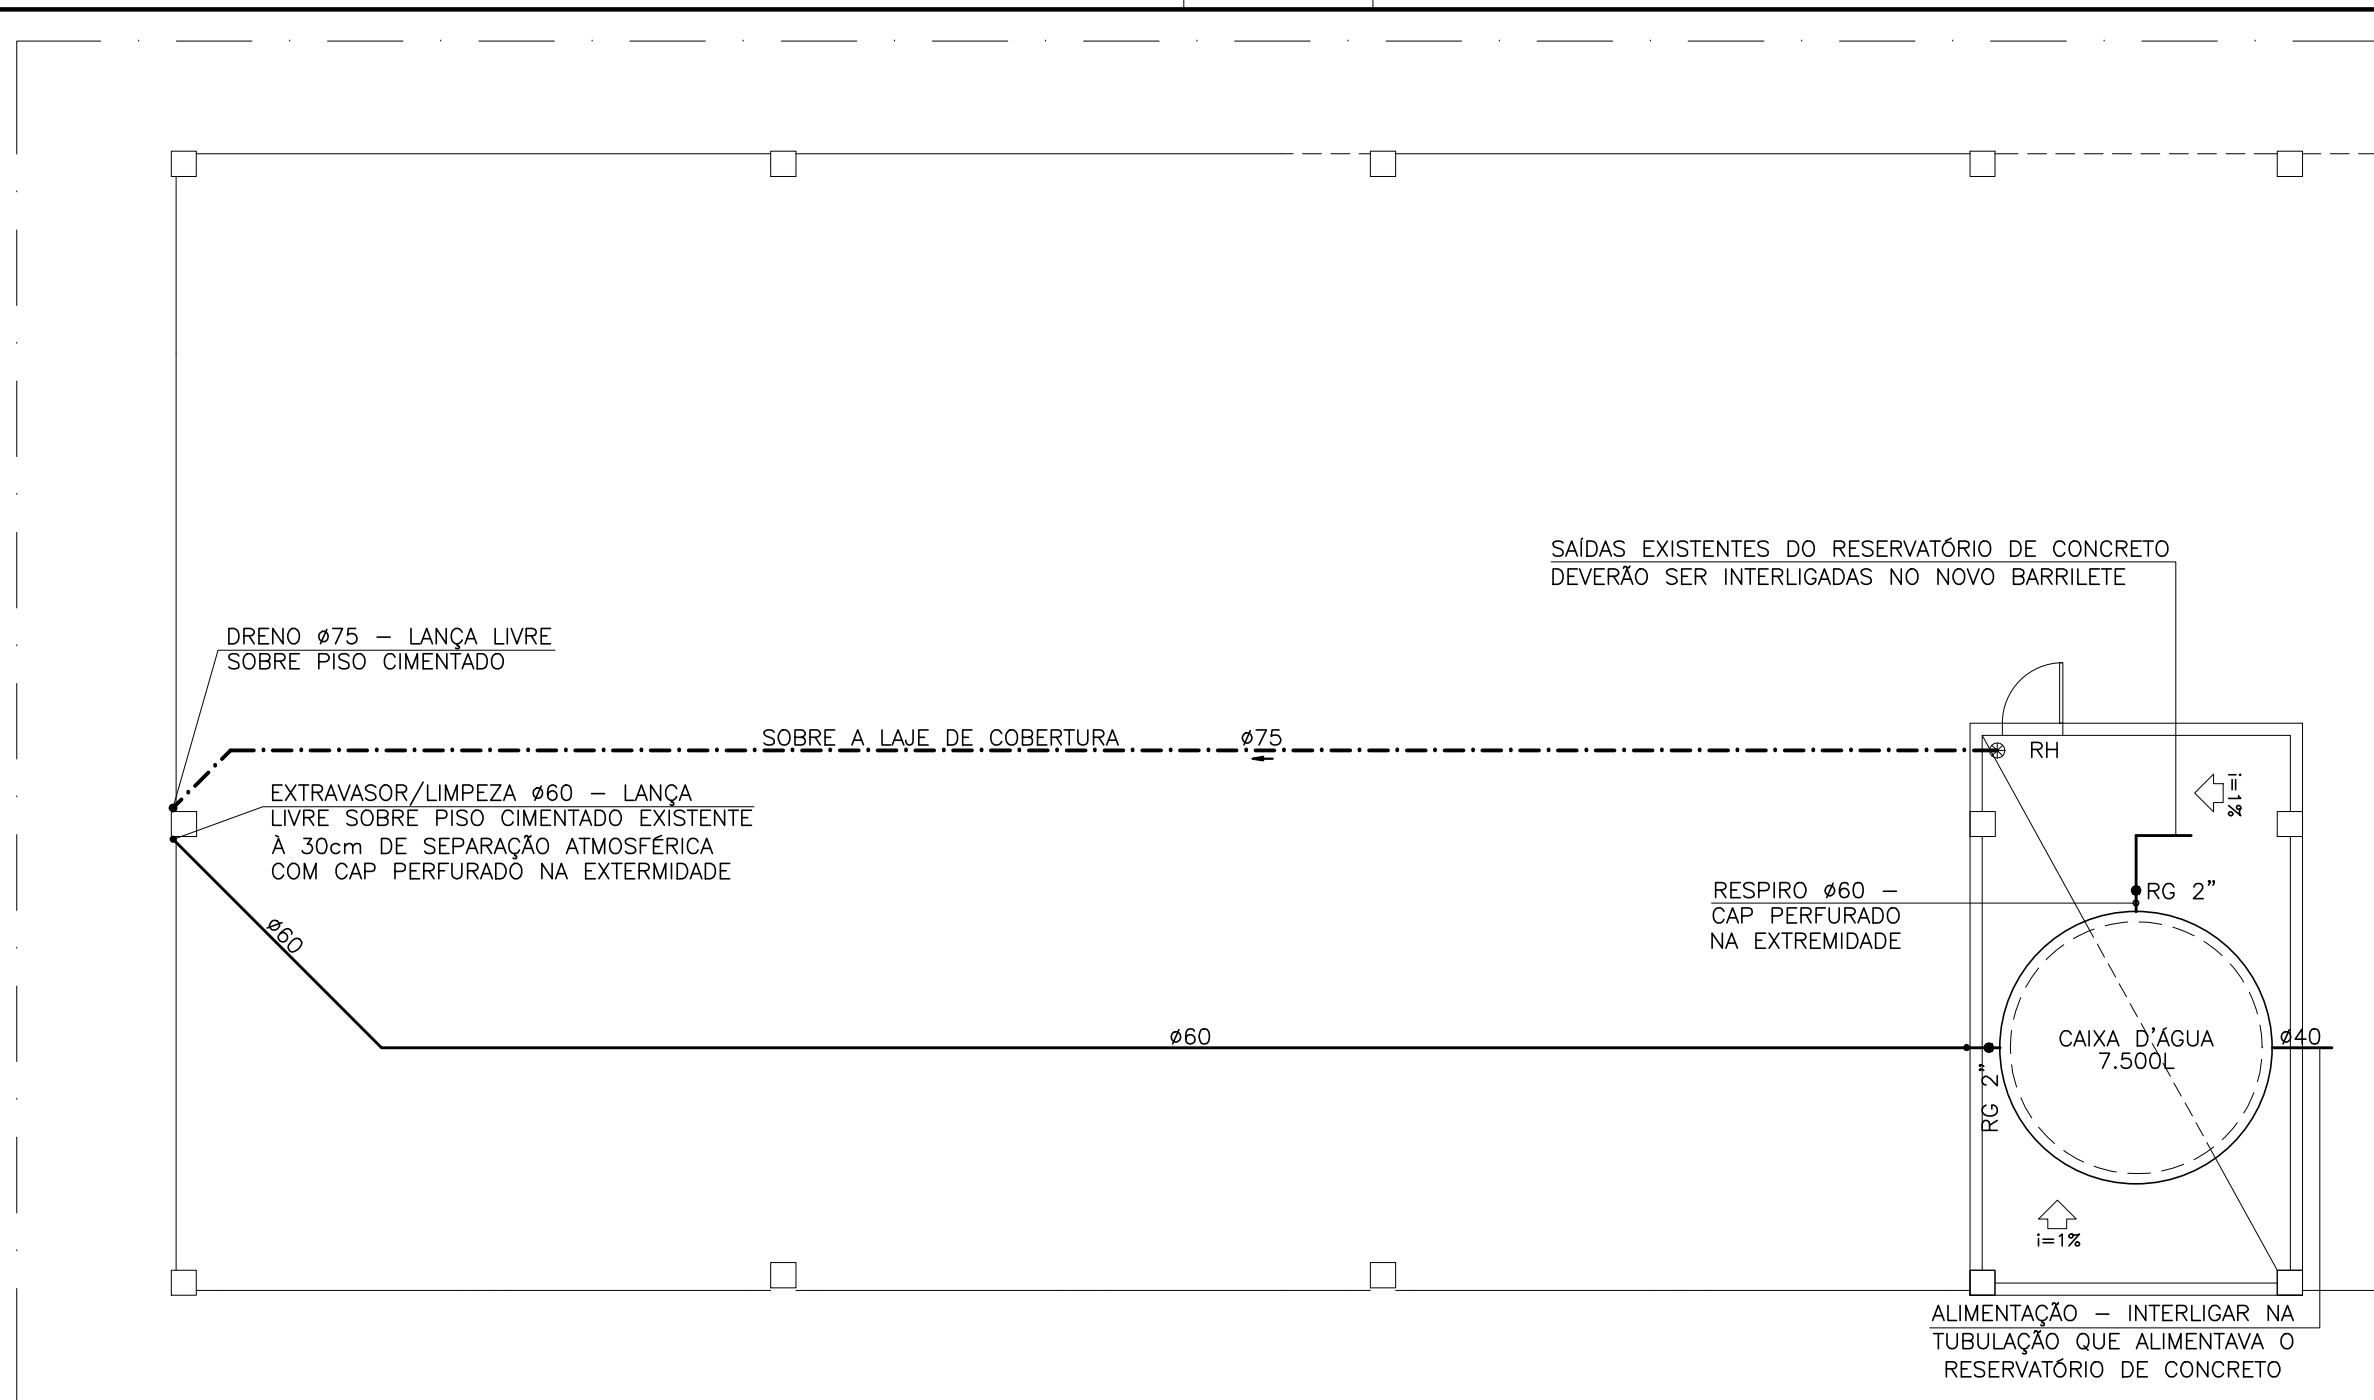 SAÍDAS EXISTENTES DO RESERVATÓRIO DE CONCRETO
DEVERÃO SER INTERLIGADAS NO NOVO BARRILETE
DRENO ø75 – LANÇA LIVRE
SOBRE PISO CIMENTADO
SOBRE A LAJE DE COBERTURA
ø75
RH
i=1%
EXTRAVASOR/LIMPEZA ø60 – LANÇA
LIVRE SOBRE PISO CIMENTADO EXISTENTE
À 30cm DE SEPARAÇÃO ATMOSFÉRICA
COM CAP PERFURADO NA EXTERMIDADE
RESPIRO ø60 –
CAP PERFURADO
NA EXTREMIDADE
RG 2"
ø60
ø60
CAIXA D'ÁGUA
7.500L
ø40
RG 2"
i=1%
ALIMENTAÇÃO – INTERLIGAR NA
TUBULAÇÃO QUE ALIMENTAVA O
RESERVATÓRIO DE CONCRETO